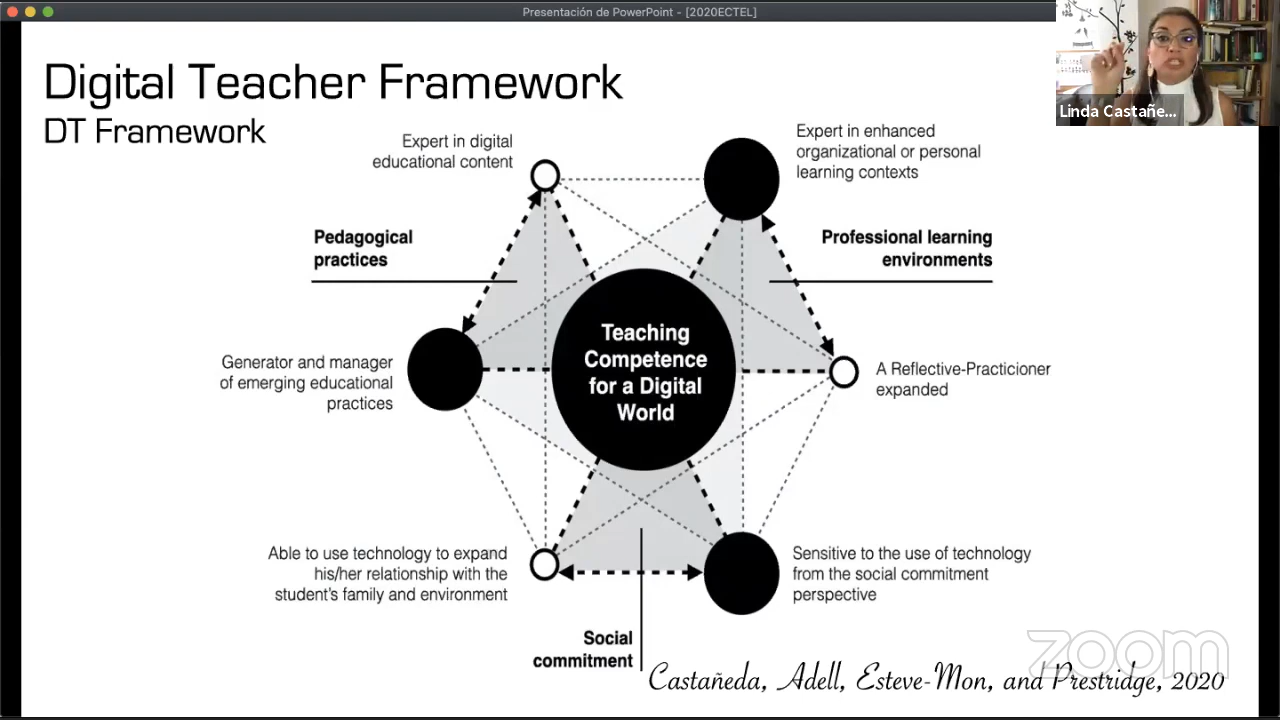 Presentación de PowerPoint - [2020ECTEL]
Linda Castañe...
Digital Teacher Framework
DT Framework
Expert in digital
educational content
Expert in enhanced
organizational or personal
learning contexts
Pedagogical
practices
Professional learning
environments
Teaching
Competence
for a Digital
World
Generator and manager
of emerging educational
practices
A Reflective-Practicioner
expanded
Able to use technology to expand
his/her relationship with the
student's family and environment
Sensitive to the use of technology
from the social commitment
perspective
Social
commitment
zoom
Castañeda, Adell, Esteve-Mon, and Prestridge, 2020